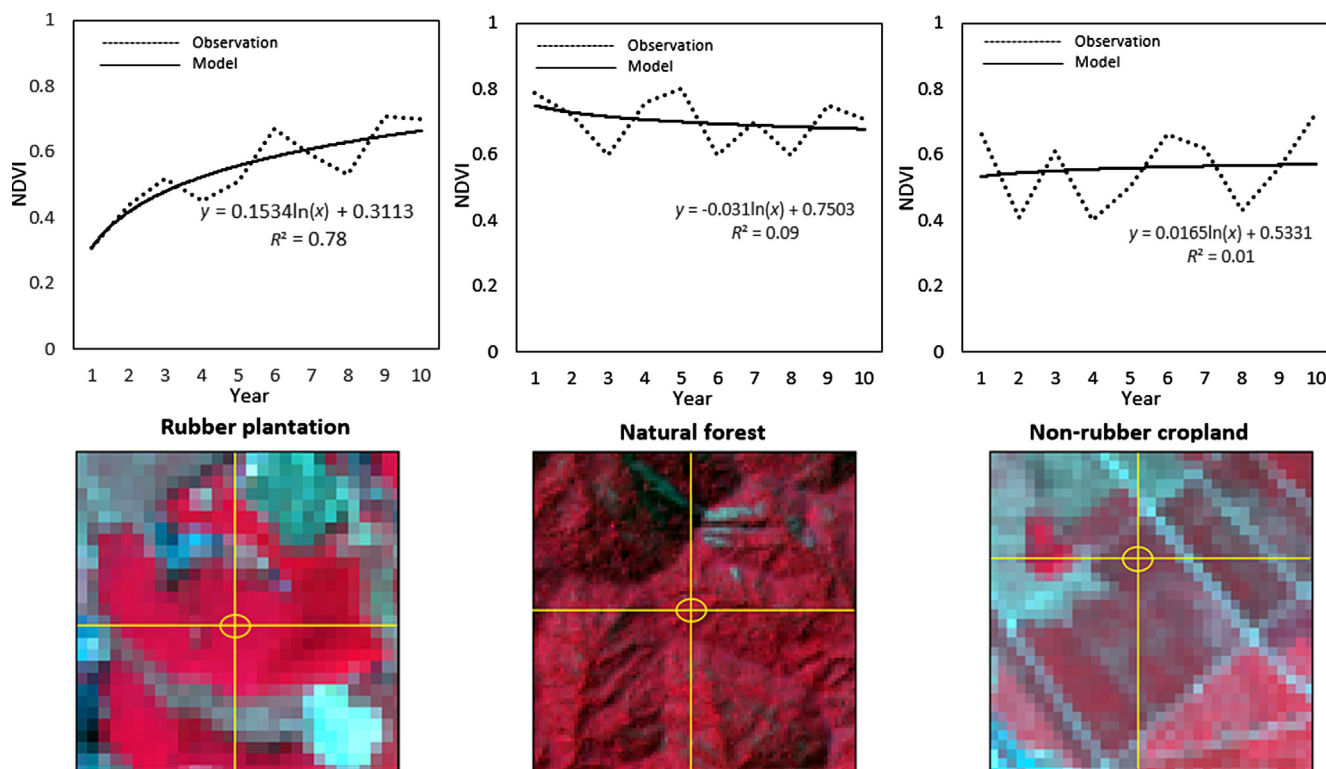 1
0.8
0.6
0.4
0.2
0
NDVI
Observation
Model
y = 0.1534ln(x) + 0.3113
R² = 0.78
1 2 3 4 5 6 7 8 9 10
Year
Rubber plantation
1
0.8
0.6
0.4
0.2
0
NDVI
Observation
Model
y = -0.031ln(x) + 0.7503
R² = 0.09
1 2 3 4 5 6 7 8 9 10
Year
Natural forest
1
0.8
0.6
0.4
0.2
0
NDVI
Observation
Model
y = 0.0165ln(x) + 0.5331
R² = 0.01
1 2 3 4 5 6 7 8 9 10
Year
Non-rubber cropland